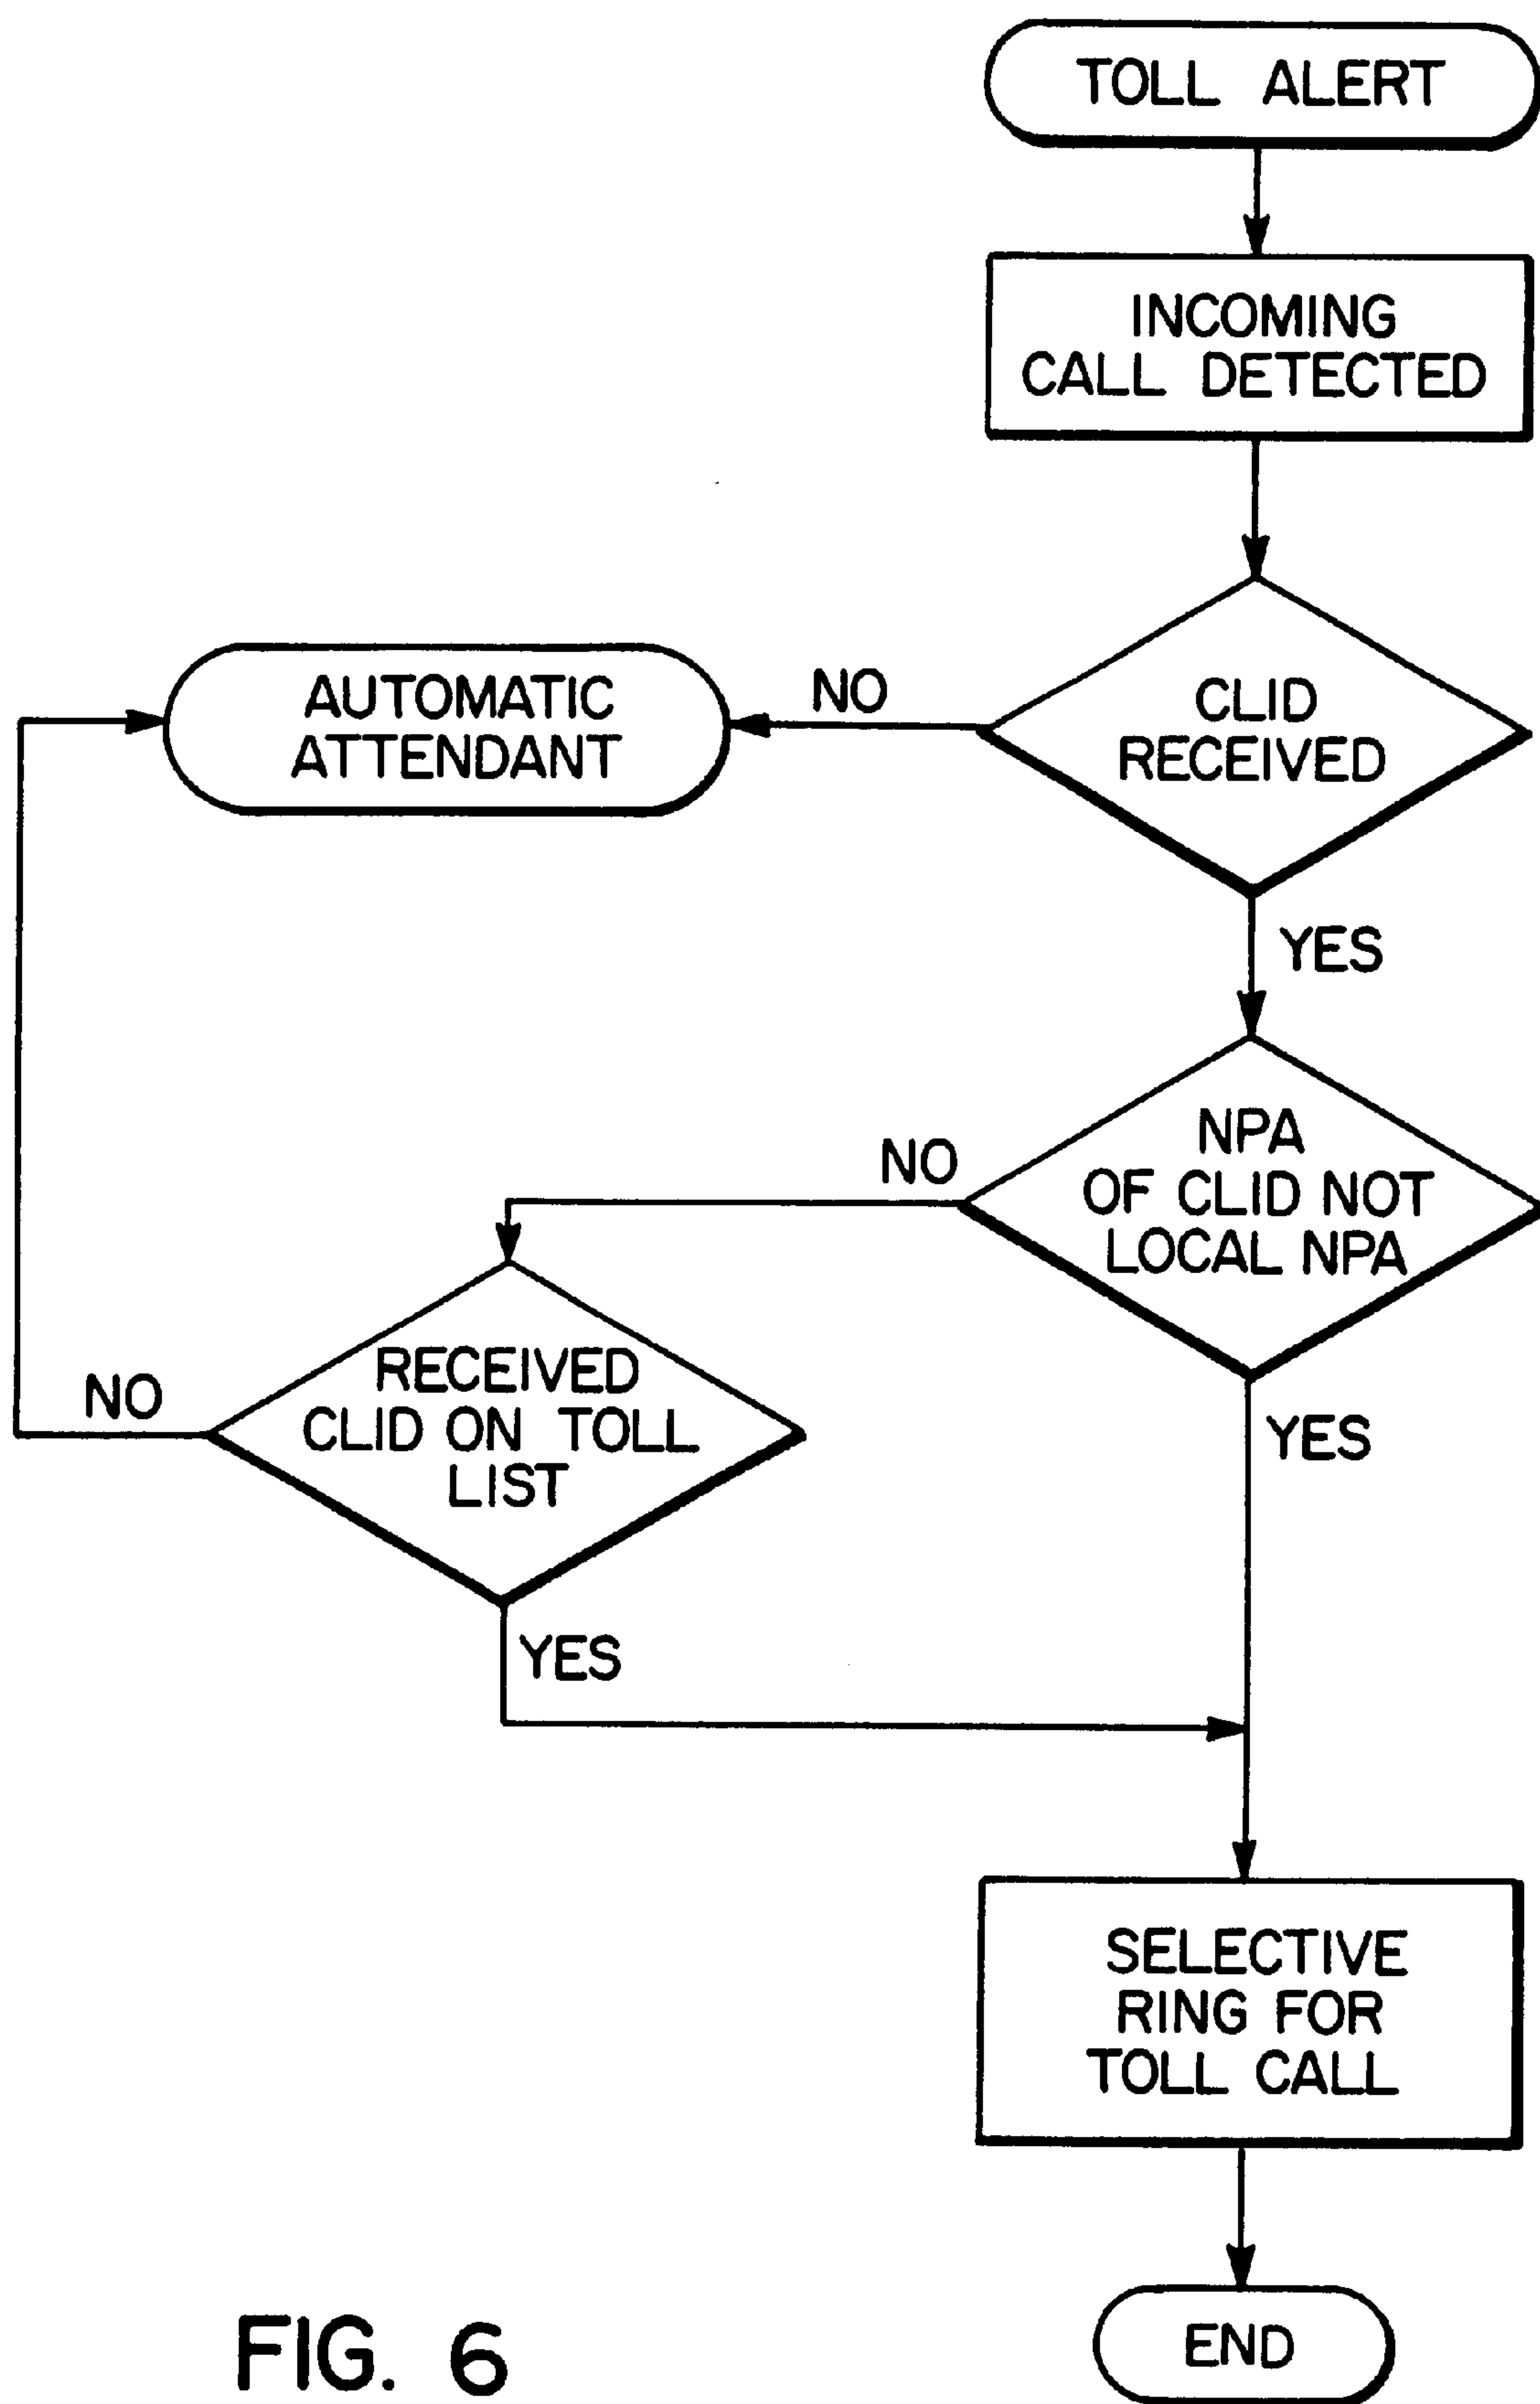 TOLL ALERT
INCOMING
CALL DETECTED
CLID
RECEIVED
NO
AUTOMATIC
ATTENDANT
YES
NPA
OF CLID NOT
LOCAL NPA
NO
RECEIVED
CLID ON TOLL
LIST
NO
YES
YES
SELECTIVE
RING FOR
TOLL CALL
END
FIG. 6